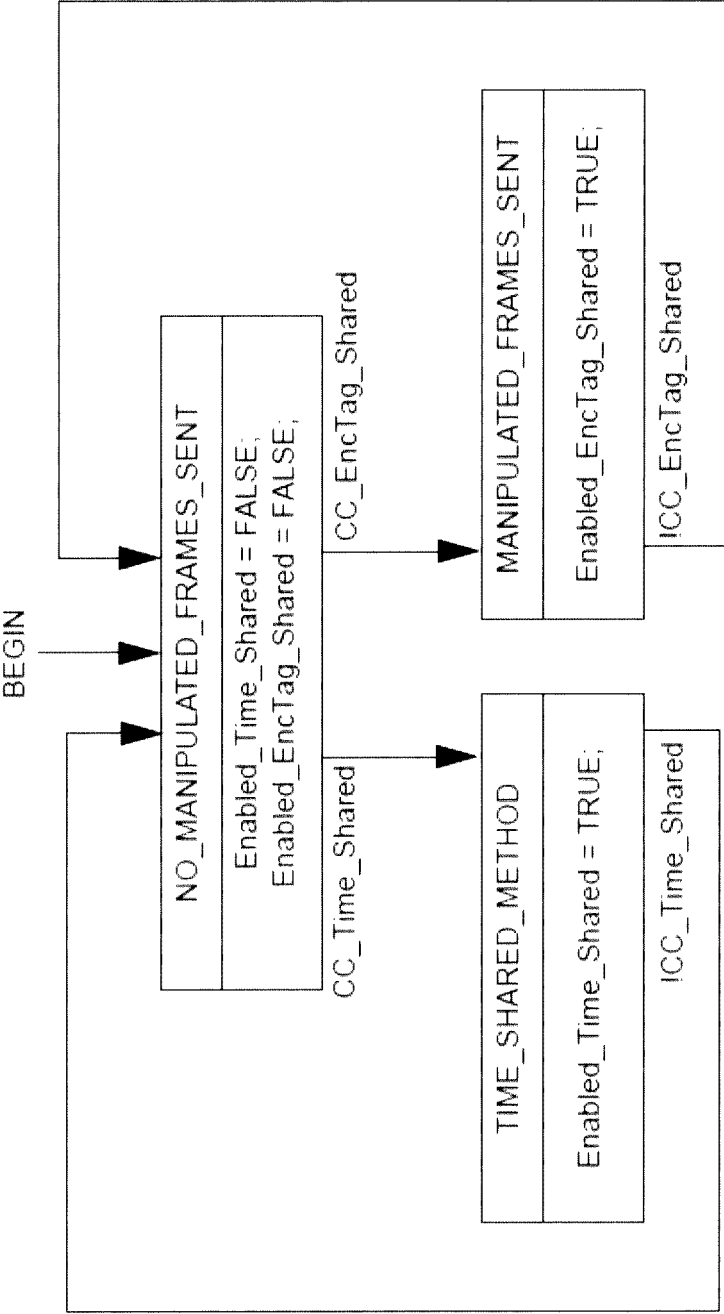 BEGIN
NO_MANIPULATED_FRAMES_SENT
Enabled_Time_Shared = FALSE;
Enabled_EncTag_Shared = FALSE;
CC_Time_Shared
CC_EncTag_Shared
TIME_SHARED_METHOD
Enabled_Time_Shared = TRUE;
!CC_Time_Shared
MANIPULATED_FRAMES_SENT
Enabled_EncTag_Shared = TRUE;
!CC_EncTag_Shared